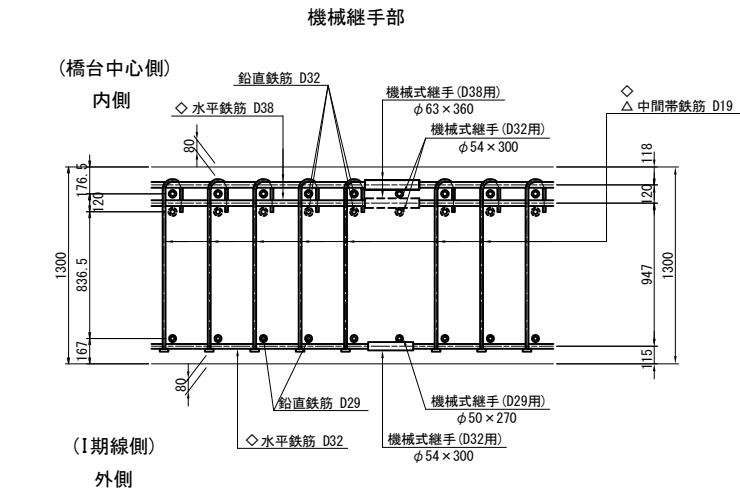 機械継手部
(橋台中心側)
内側
鉛直鉄筋 D32
◇ 水平鉄筋 D38
機械式継手(D38用)
φ63×360
◇
△ 中間帯鉄筋 D19
機械式継手(D32用)
φ54×300
80
118
176.5
120
120
1300
836.5
947
1300
167
115
80
鉛直鉄筋 D29
機械式継手(D29用)
φ50×270
(I期線側)
◇ 水平鉄筋 D32
機械式継手(D32用)
φ54×300
外側